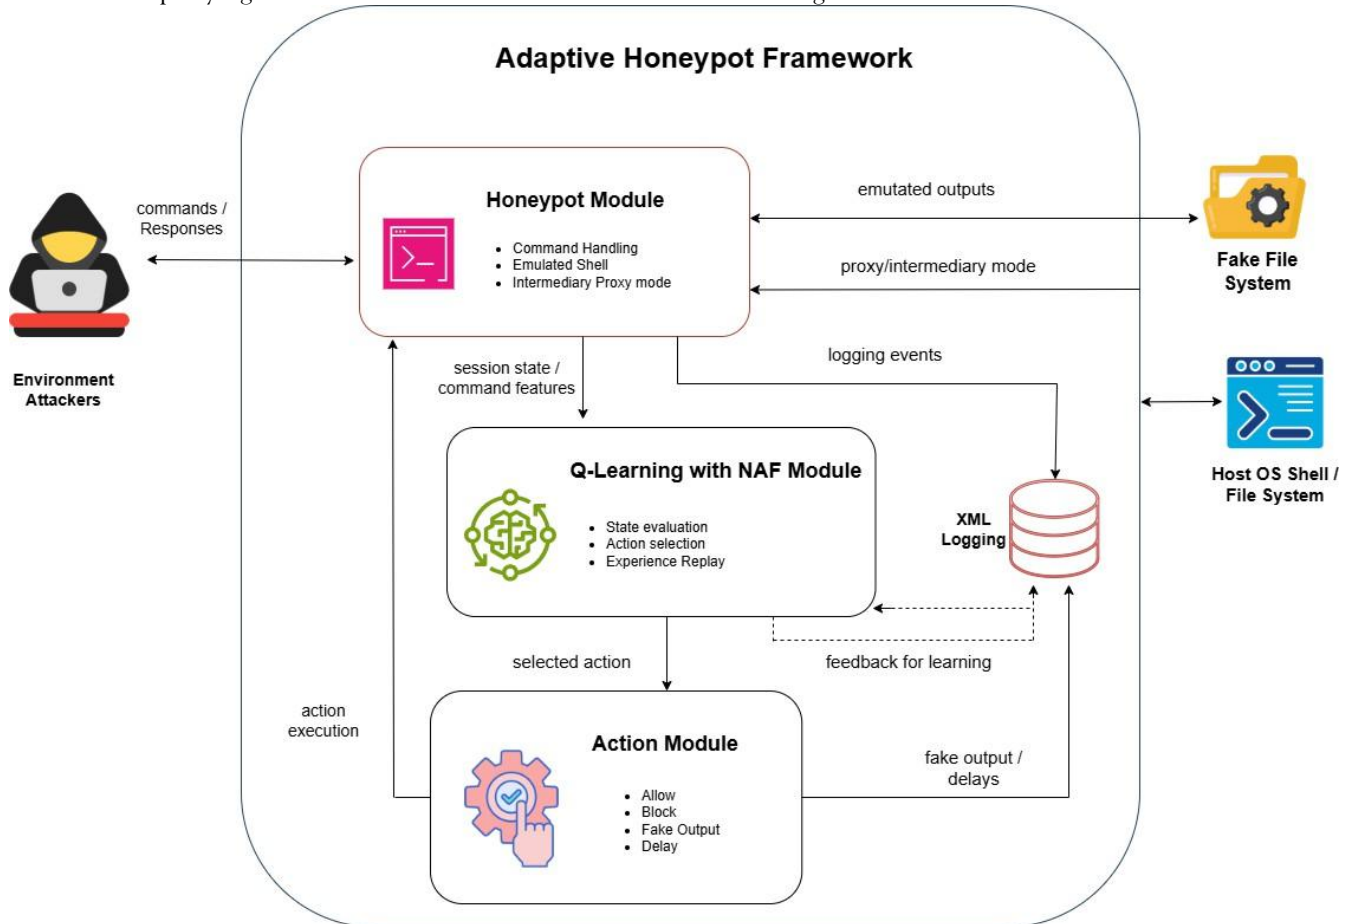 Adaptive Honeypot Framework
commands /
Responses
Environment
Attackers
Honeypot Module
• Command Handling
• Emulated Shell
• Intermediary Proxy mode
emutated outputs
proxy/intermediary mode
Fake File
System
session state /
command features
logging events
Host OS Shell /
File System
Q-Learning with NAF Module
• State evaluation
• Action selection
• Experience Replay
XML
Logging
selected action
feedback for learning
action
execution
Action Module
• Allow
• Block
• Fake Output
• Delay
fake output /
delays